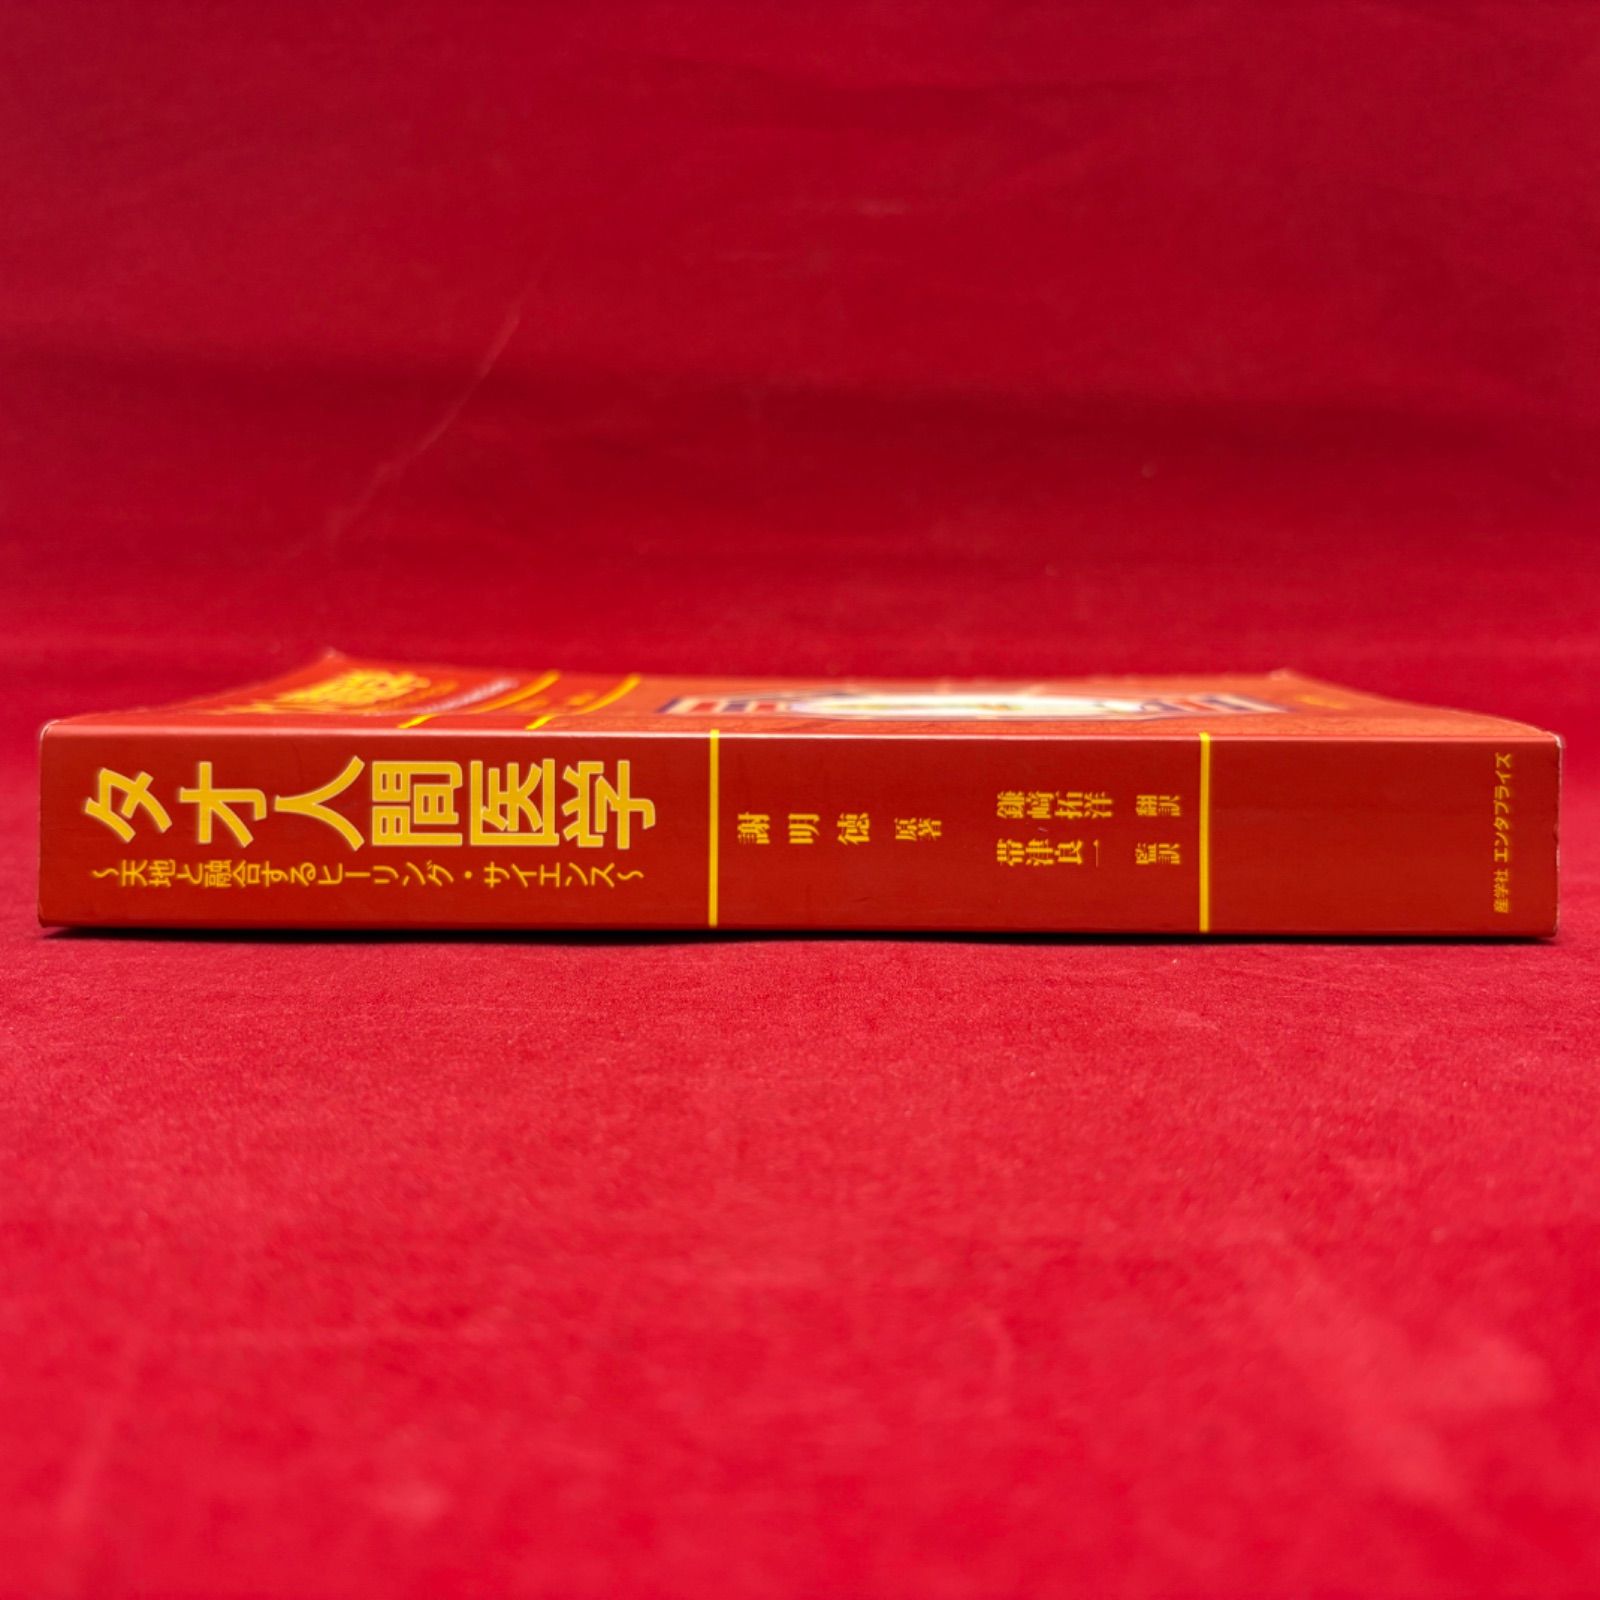 タオ人間医学
～天地と融合するヒーリング・サイエンス～
謝明徳 原著
鎌﨑拓洋 翻訳
帯津良一 監訳
産学社 エンタプライズ